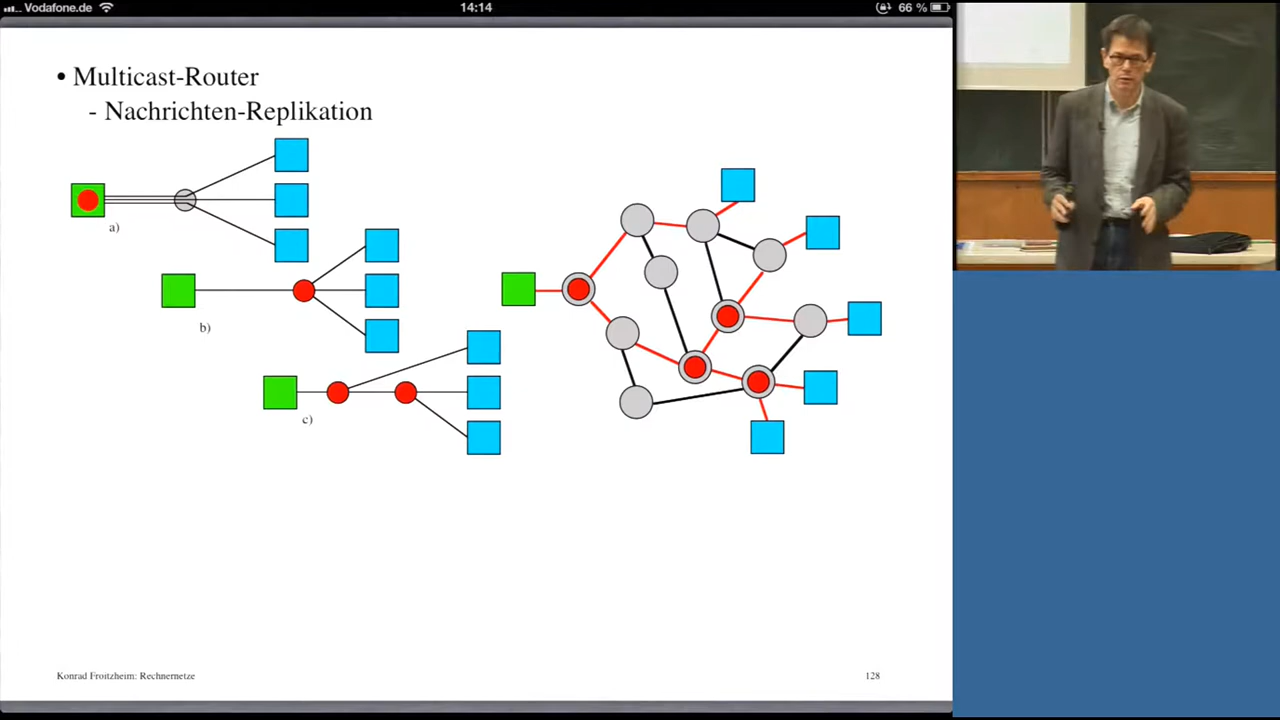 Vodafone.de 14:14 66 %
• Multicast-Router
- Nachrichten-Replikation
a)
b)
c)
Konrad Froitzheim: Rechnernetze 128